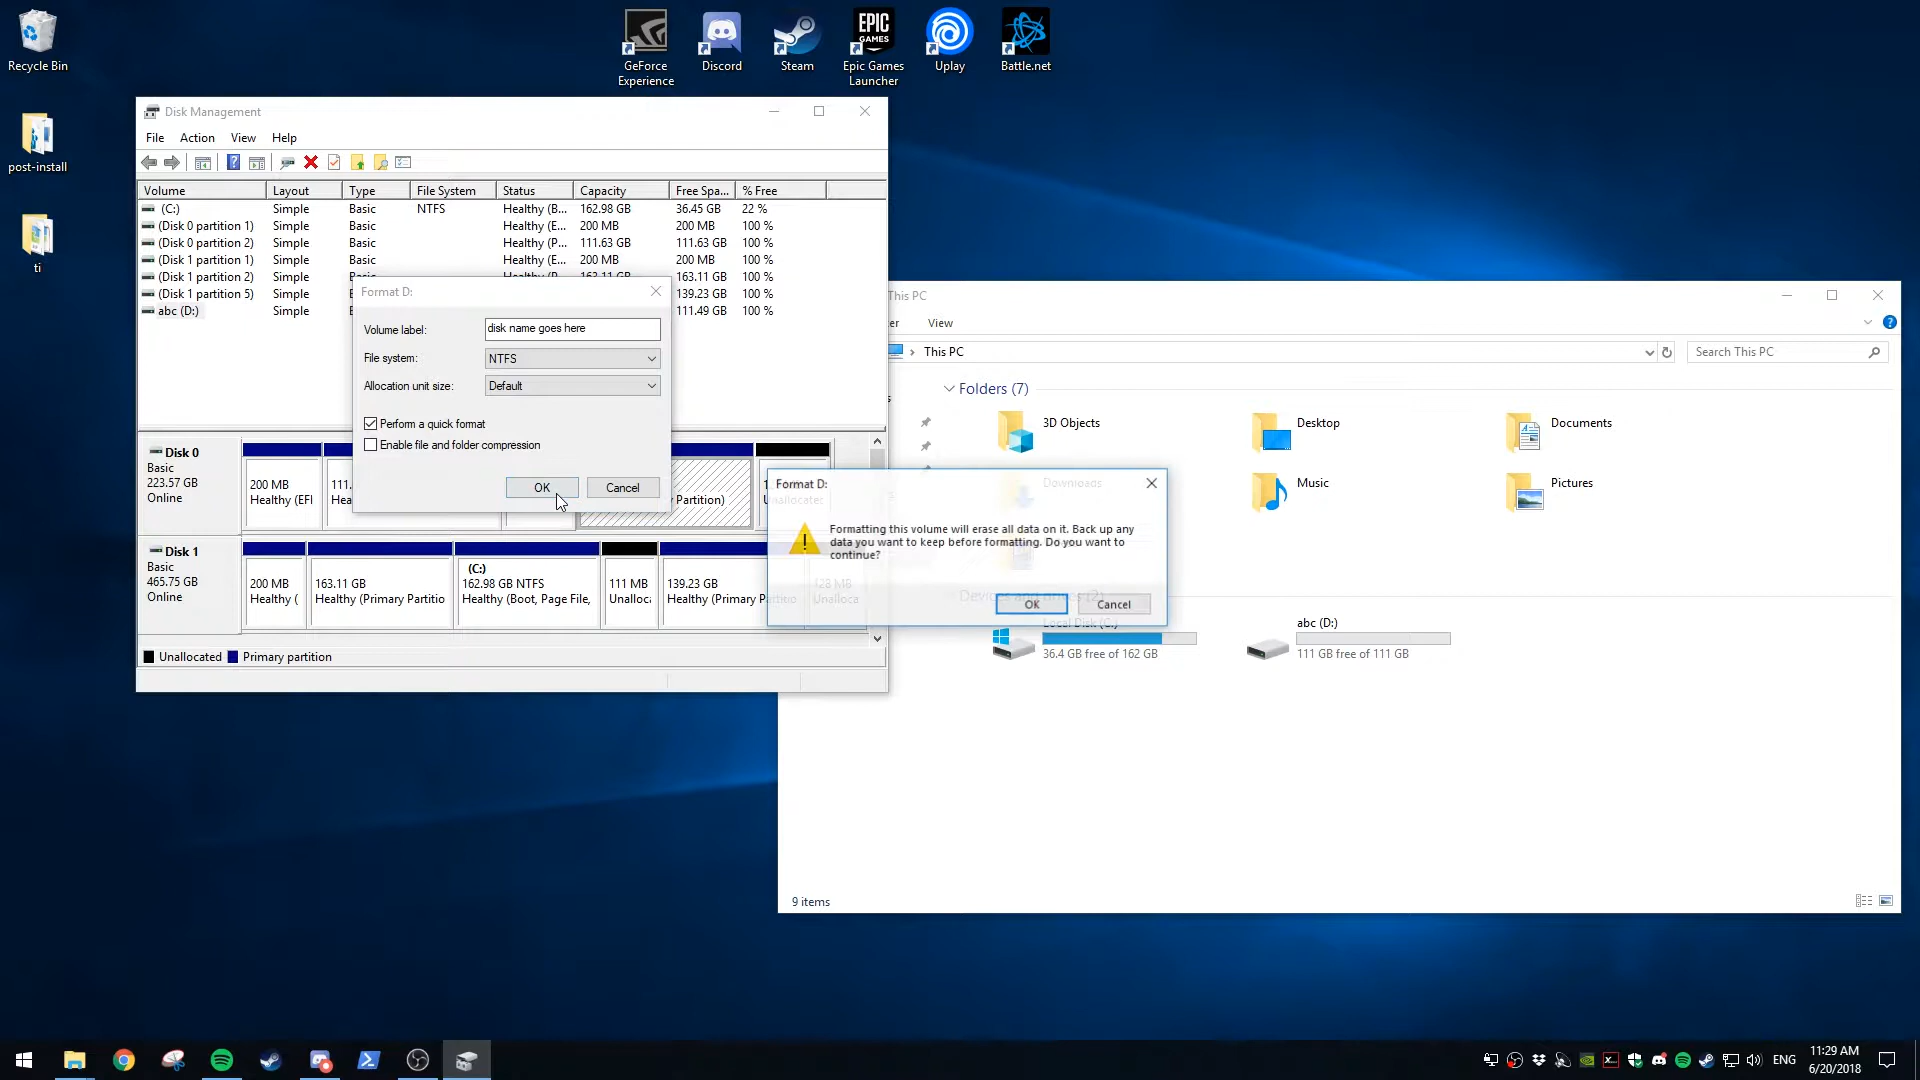 Recycle Bin
post-install
ti
GeForce
Experience
Discord
Steam
EPIC
GAMES
Epic Games
Launcher
Uplay
Battle.net
Disk Management
File Action View Help
Volume Layout Type File System Status Capacity Free Spa... % Free
(C:) Simple Basic NTFS Healthy (B... 162.98 GB 36.45 GB 22 %
(Disk 0 partition 1) Simple Basic Healthy (E... 200 MB 200 MB 100 %
(Disk 0 partition 2) Simple Basic Healthy (P... 111.63 GB 111.63 GB 100 %
(Disk 1 partition 1) Simple Basic Healthy (E... 200 MB 200 MB 100 %
(Disk 1 partition 2) Simple 163.11 GB 100 %
(Disk 1 partition 5) Simple 139.23 GB 100 %
abc (D:) Simple 111.49 GB 100 %
Format D:
Volume label: disk name goes here
File system: NTFS
Allocation unit size: Default
Perform a quick format
Enable file and folder compression
OK Cancel
Disk 0
Basic
223.57 GB
Online
200 MB
Healthy (EFI
111.
Hea
Partition)
Disk 1
Basic
465.75 GB
Online
200 MB
Healthy (
163.11 GB
Healthy (Primary Partitio
(C:)
162.98 GB NTFS
Healthy (Boot, Page File,
111 MB
Unalloc
139.23 GB
Healthy (Primary Partitio
128 MB
Unalloca
Unallocated Primary partition
Format D:
Formatting this volume will erase all data on it. Back up any
data you want to keep before formatting. Do you want to
continue?
OK Cancel
This PC
er View
This PC
Search This PC
Folders (7)
3D Objects
Desktop
Documents
Downloads
Music
Pictures
Devices and drives (2)
Local Disk (C:)
36.4 GB free of 162 GB
abc (D:)
111 GB free of 111 GB
9 items
ENG
11:29 AM
6/20/2018